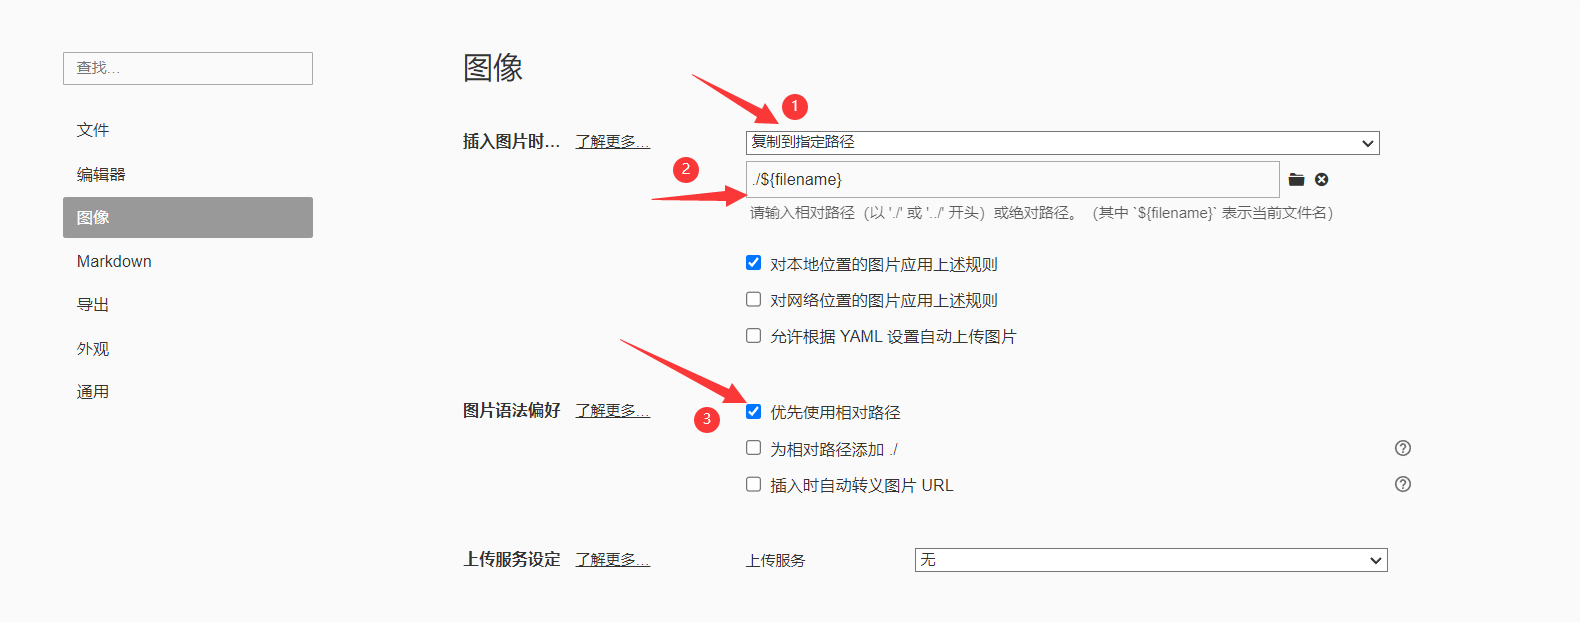 查找...
文件
编辑器
图像
Markdown
导出
外观
通用
图像
1
插入图片时... 了解更多... 复制到指定路径
2
./${filename}
请输入相对路径（以 './' 或 '../' 开头）或绝对路径。 （其中 `${filename}` 表示当前文件名）
对本地位置的图片应用上述规则
对网络位置的图片应用上述规则
允许根据 YAML 设置自动上传图片
图片语法偏好 了解更多... 优先使用相对路径
3
为相对路径添加 ./ ?
插入时自动转义图片 URL ?
上传服务设定 了解更多... 上传服务 无